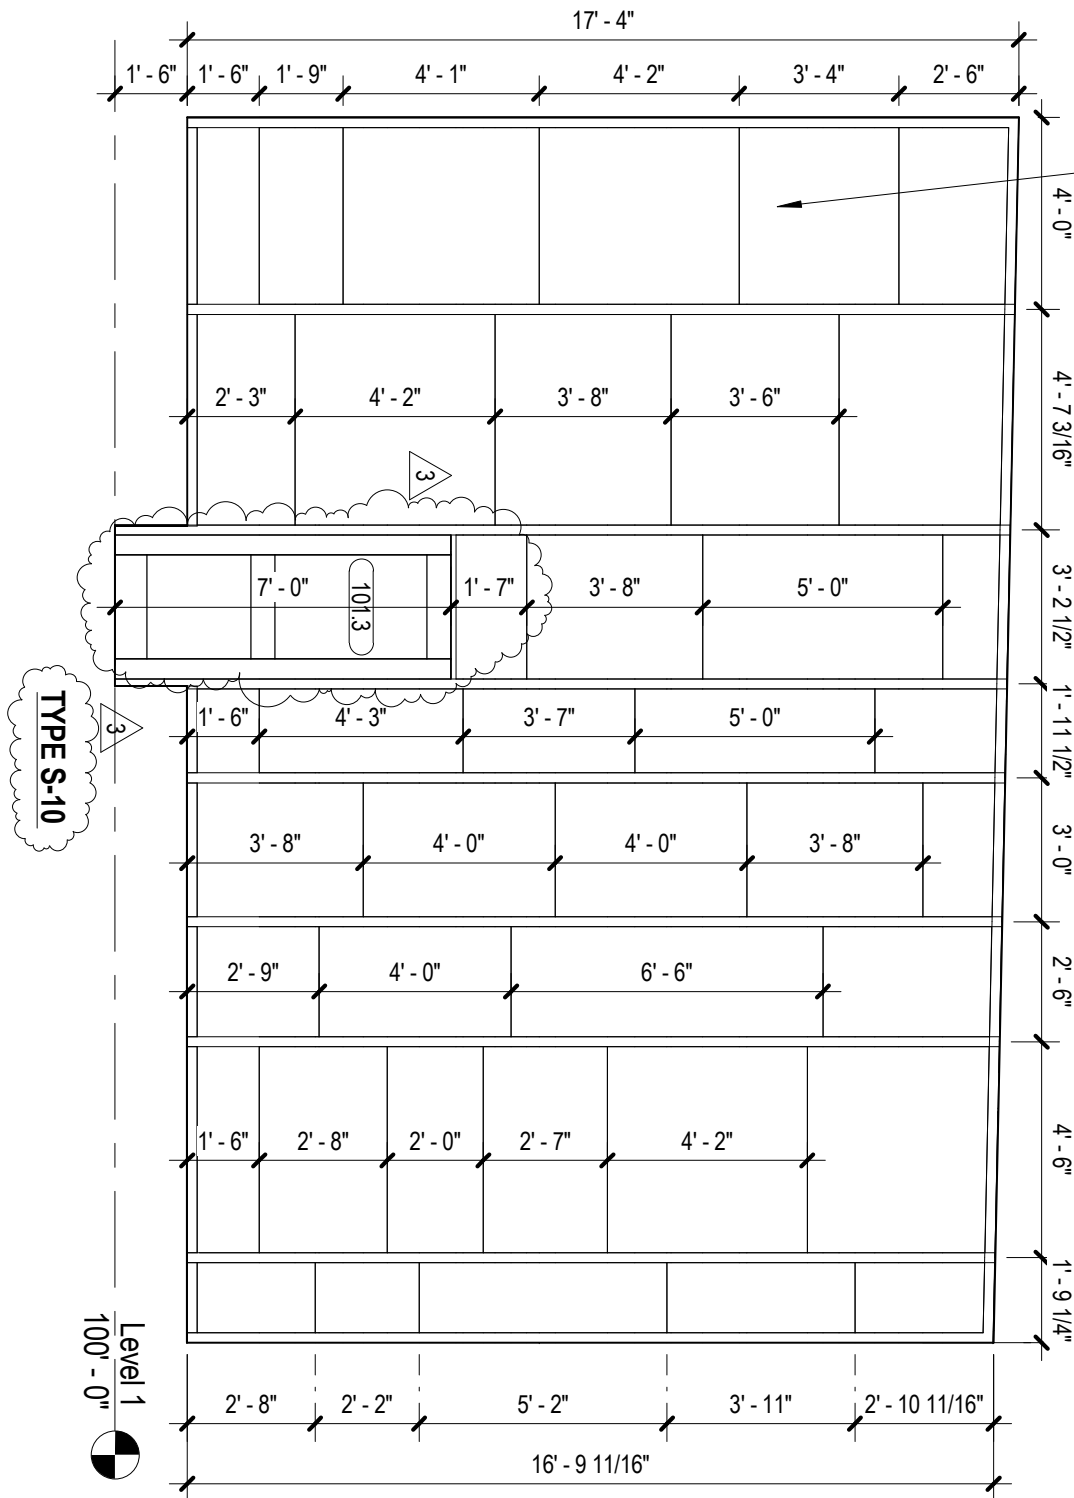 17' - 4"
1' - 6" 1' - 6" 1' - 9" 4' - 1" 4' - 2" 3' - 4" 2' - 6"
4' - 0"
2' - 3" 4' - 2" 3' - 8" 3' - 6"
4' - 7 3/16"
3
7' - 0" 101.3 1' - 7" 3' - 8" 5' - 0"
3' - 2 1/2"
TYPE S-10
3
1' - 6" 4' - 3" 3' - 7" 5' - 0"
1' - 11 1/2"
3' - 8" 4' - 0" 4' - 0" 3' - 8"
3' - 0"
2' - 9" 4' - 0" 6' - 6"
2' - 6"
1' - 6" 2' - 8" 2' - 0" 2' - 7" 4' - 2"
4' - 6"
1' - 9 1/4"
Level 1
100' - 0"
2' - 8" 2' - 2" 5' - 2" 3' - 11" 2' - 10 11/16"
16' - 9 11/16"